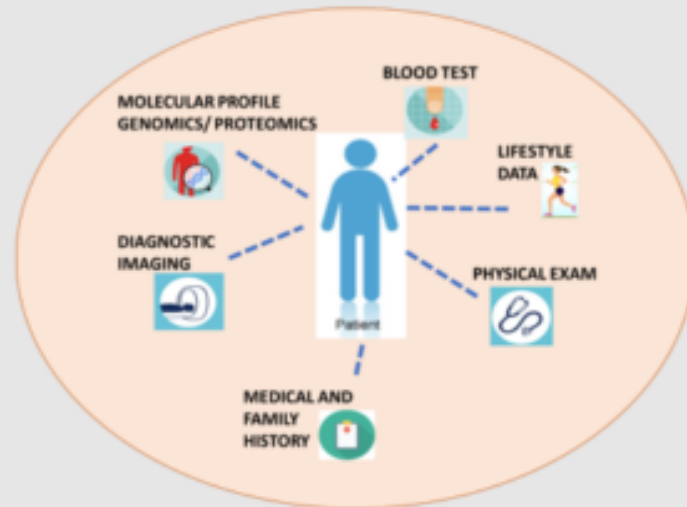 BLOOD TEST
MOLECULAR PROFILE
GENOMICS/ PROTEOMICS
LIFESTYLE
DATA
DIAGNOSTIC
IMAGING
PHYSICAL EXAM
Patient
MEDICAL AND
FAMILY
HISTORY